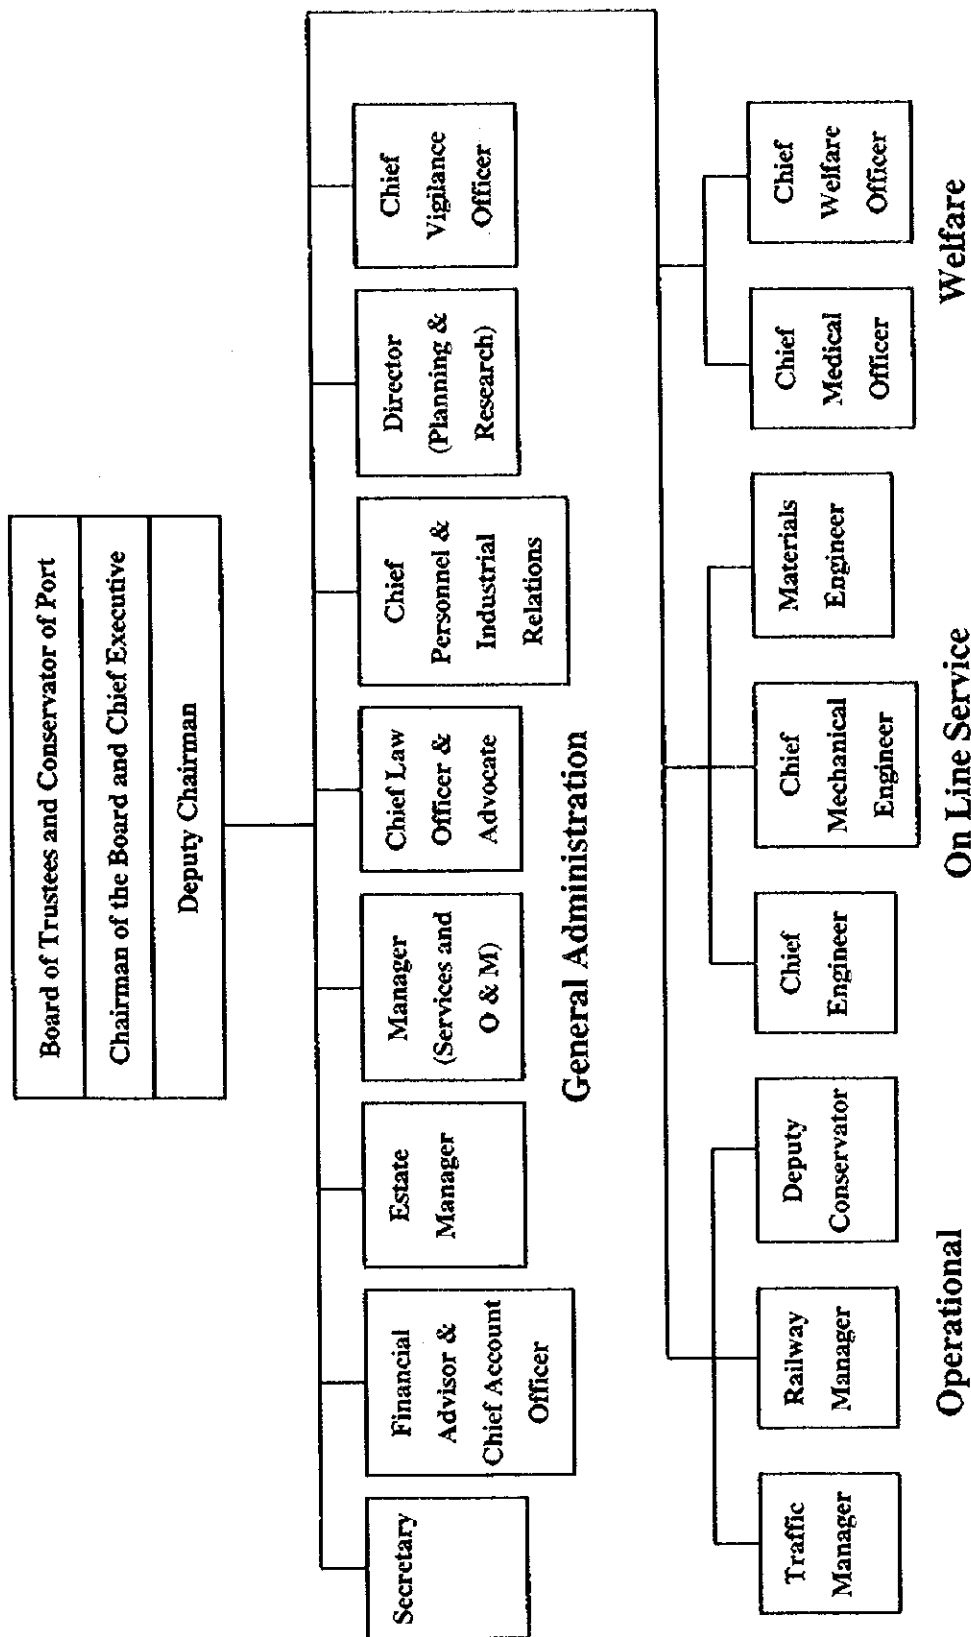 Board of Trustees and Conservator of Port
Chairman of the Board and Chief Executive
Deputy Chairman
Secretary
Financial
Advisor &
Chief Account
Officer
Estate
Manager
Manager
(Services and
O & M)
Chief Law
Officer &
Advocate
Chief
Personnel &
Industrial
Relations
Director
(Planning &
Research)
Chief
Vigilance
Officer
General Administration
Traffic
Manager
Railway
Manager
Deputy
Conservator
Chief
Engineer
Chief
Mechanical
Engineer
Materials
Engineer
Chief
Medical
Officer
Chief
Welfare
Officer
Operational
On Line Service
Welfare